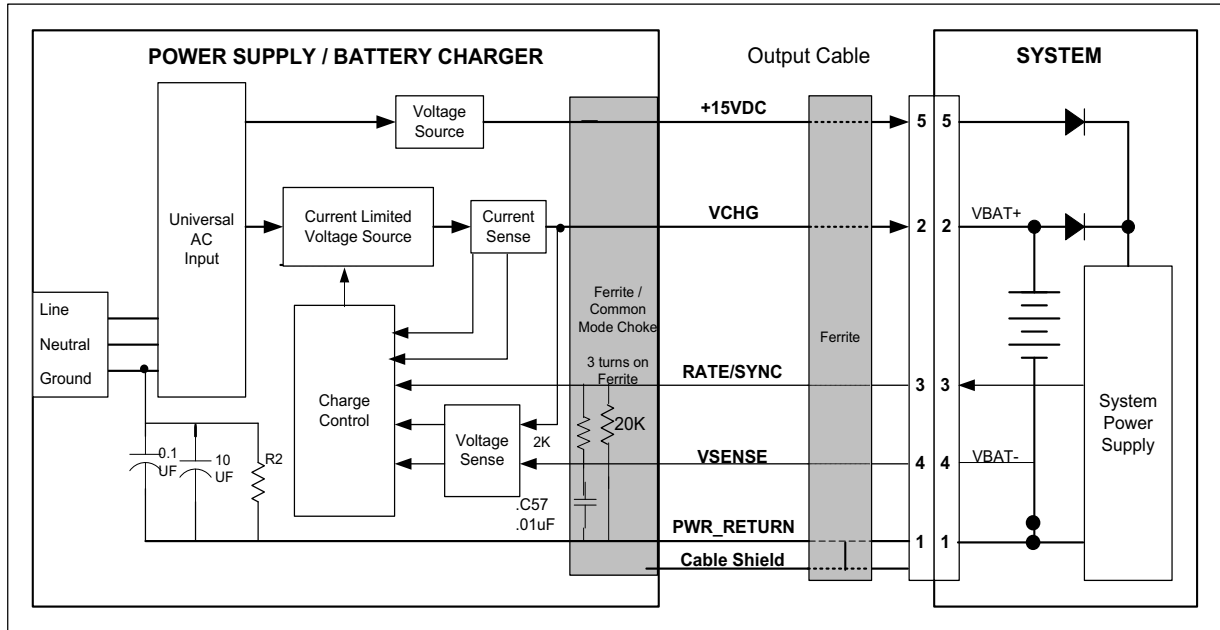 POWER SUPPLY / BATTERY CHARGER
Output Cable
SYSTEM
Voltage
Source
+15VDC
5
5
Universal
AC
Input
Current Limited
Voltage Source
Current
Sense
VCHG
2
2
VBAT+
Line
Neutral
Ground
Ferrite /
Common
Mode Choke
3 turns on
Ferrite
Ferrite
RATE/SYNC
3
3
Charge
Control
Voltage
Sense
2K
20K
VSENSE
4
4
VBAT-
System
Power
Supply
0.1
UF
10
UF
R2
.C57
.01uF
PWR_RETURN
1
1
Cable Shield